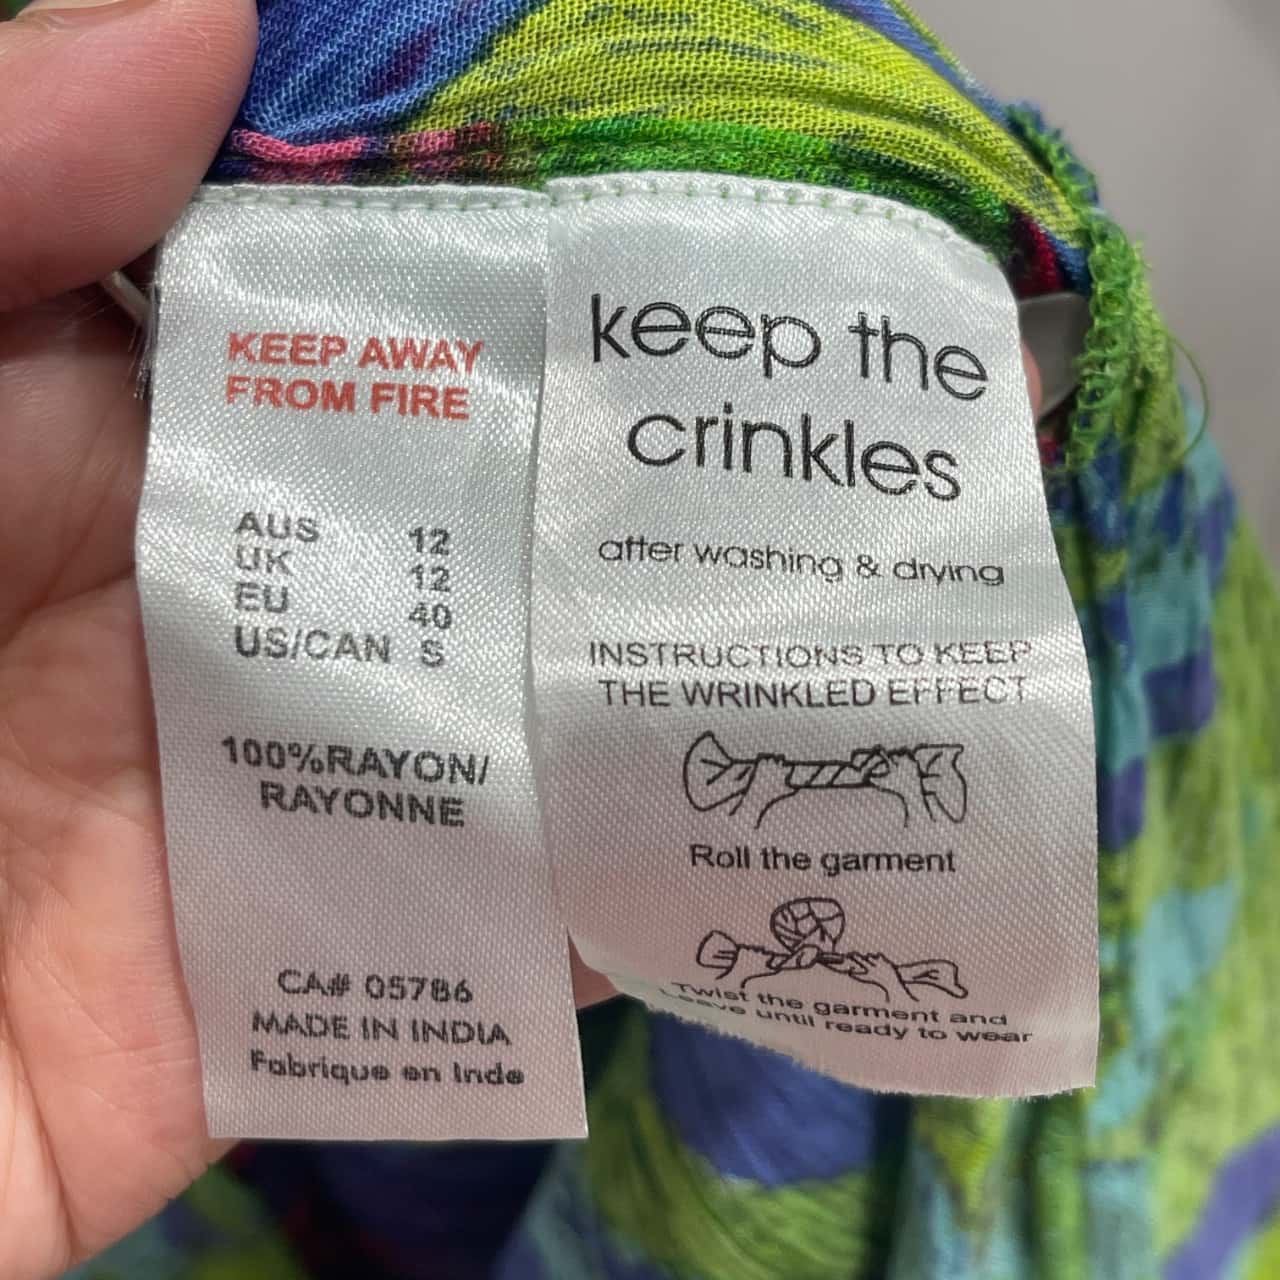 KEEP AWAY
FROM FIRE
AUS 12
UK 12
EU 40
US/CAN S
100%RAYON/
RAYONNE
CA# 05786
MADE IN INDIA
Fabrique en Inde
keep the
crinkles
after washing & drying
INSTRUCTIONS TO KEEP
THE WRINKLED EFFECT
Roll the garment
Twist the garment and
Leave until ready to wear